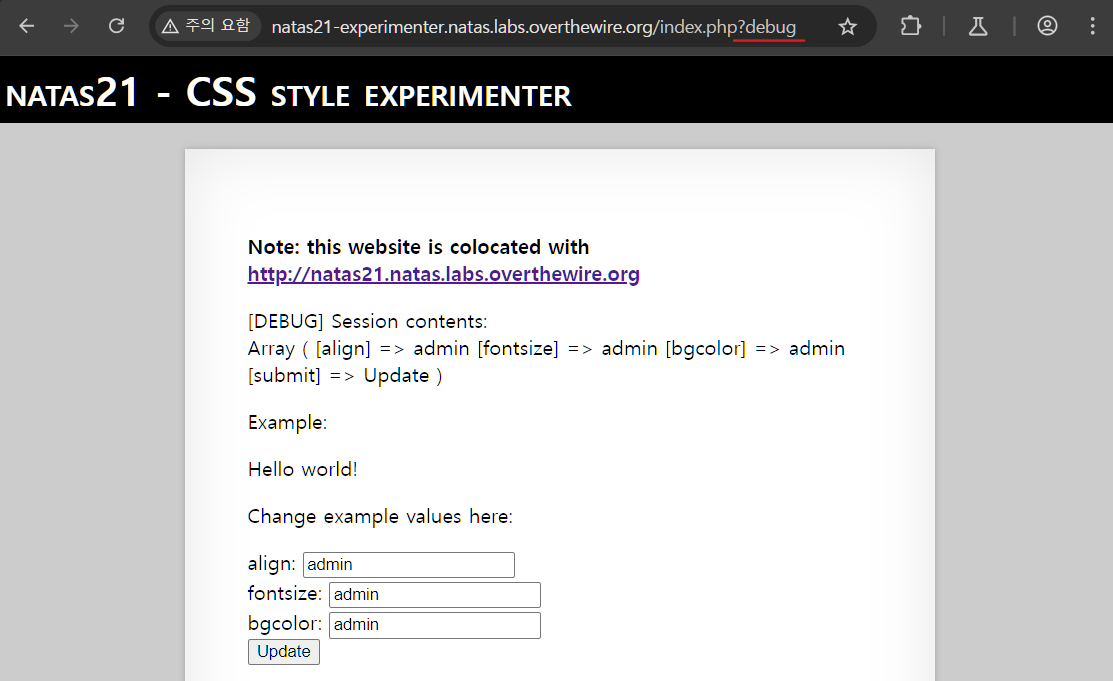 주의 요함 natas21-experimenter.natas.labs.overthewire.org/index.php?debug
NATAS21 - CSS STYLE EXPERIMENTER
Note: this website is colocated with
http://natas21.natas.labs.overthewire.org
[DEBUG] Session contents:
Array ( [align] => admin [fontsize] => admin [bgcolor] => admin
[submit] => Update )
Example:
Hello world!
Change example values here:
align: admin
fontsize: admin
bgcolor: admin
Update